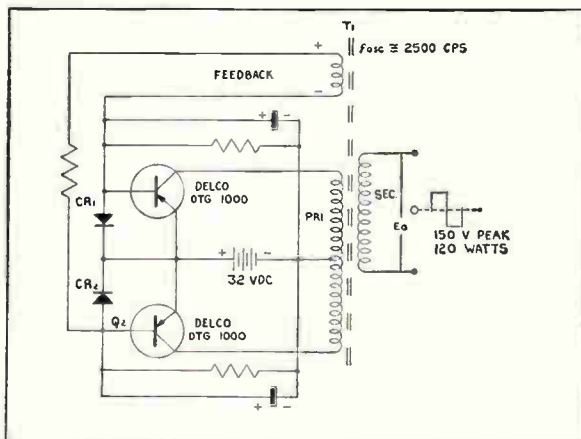 T1
+
fosc ≅ 2500 CPS
FEEDBACK
-
+ -
CR1
DELCO
DTG 1000
PRI
SEC.
Eo
150 V PEAK
120 WATTS
+ -
32 VDC
CR2
Q2
DELCO
DTG 1000
+ -